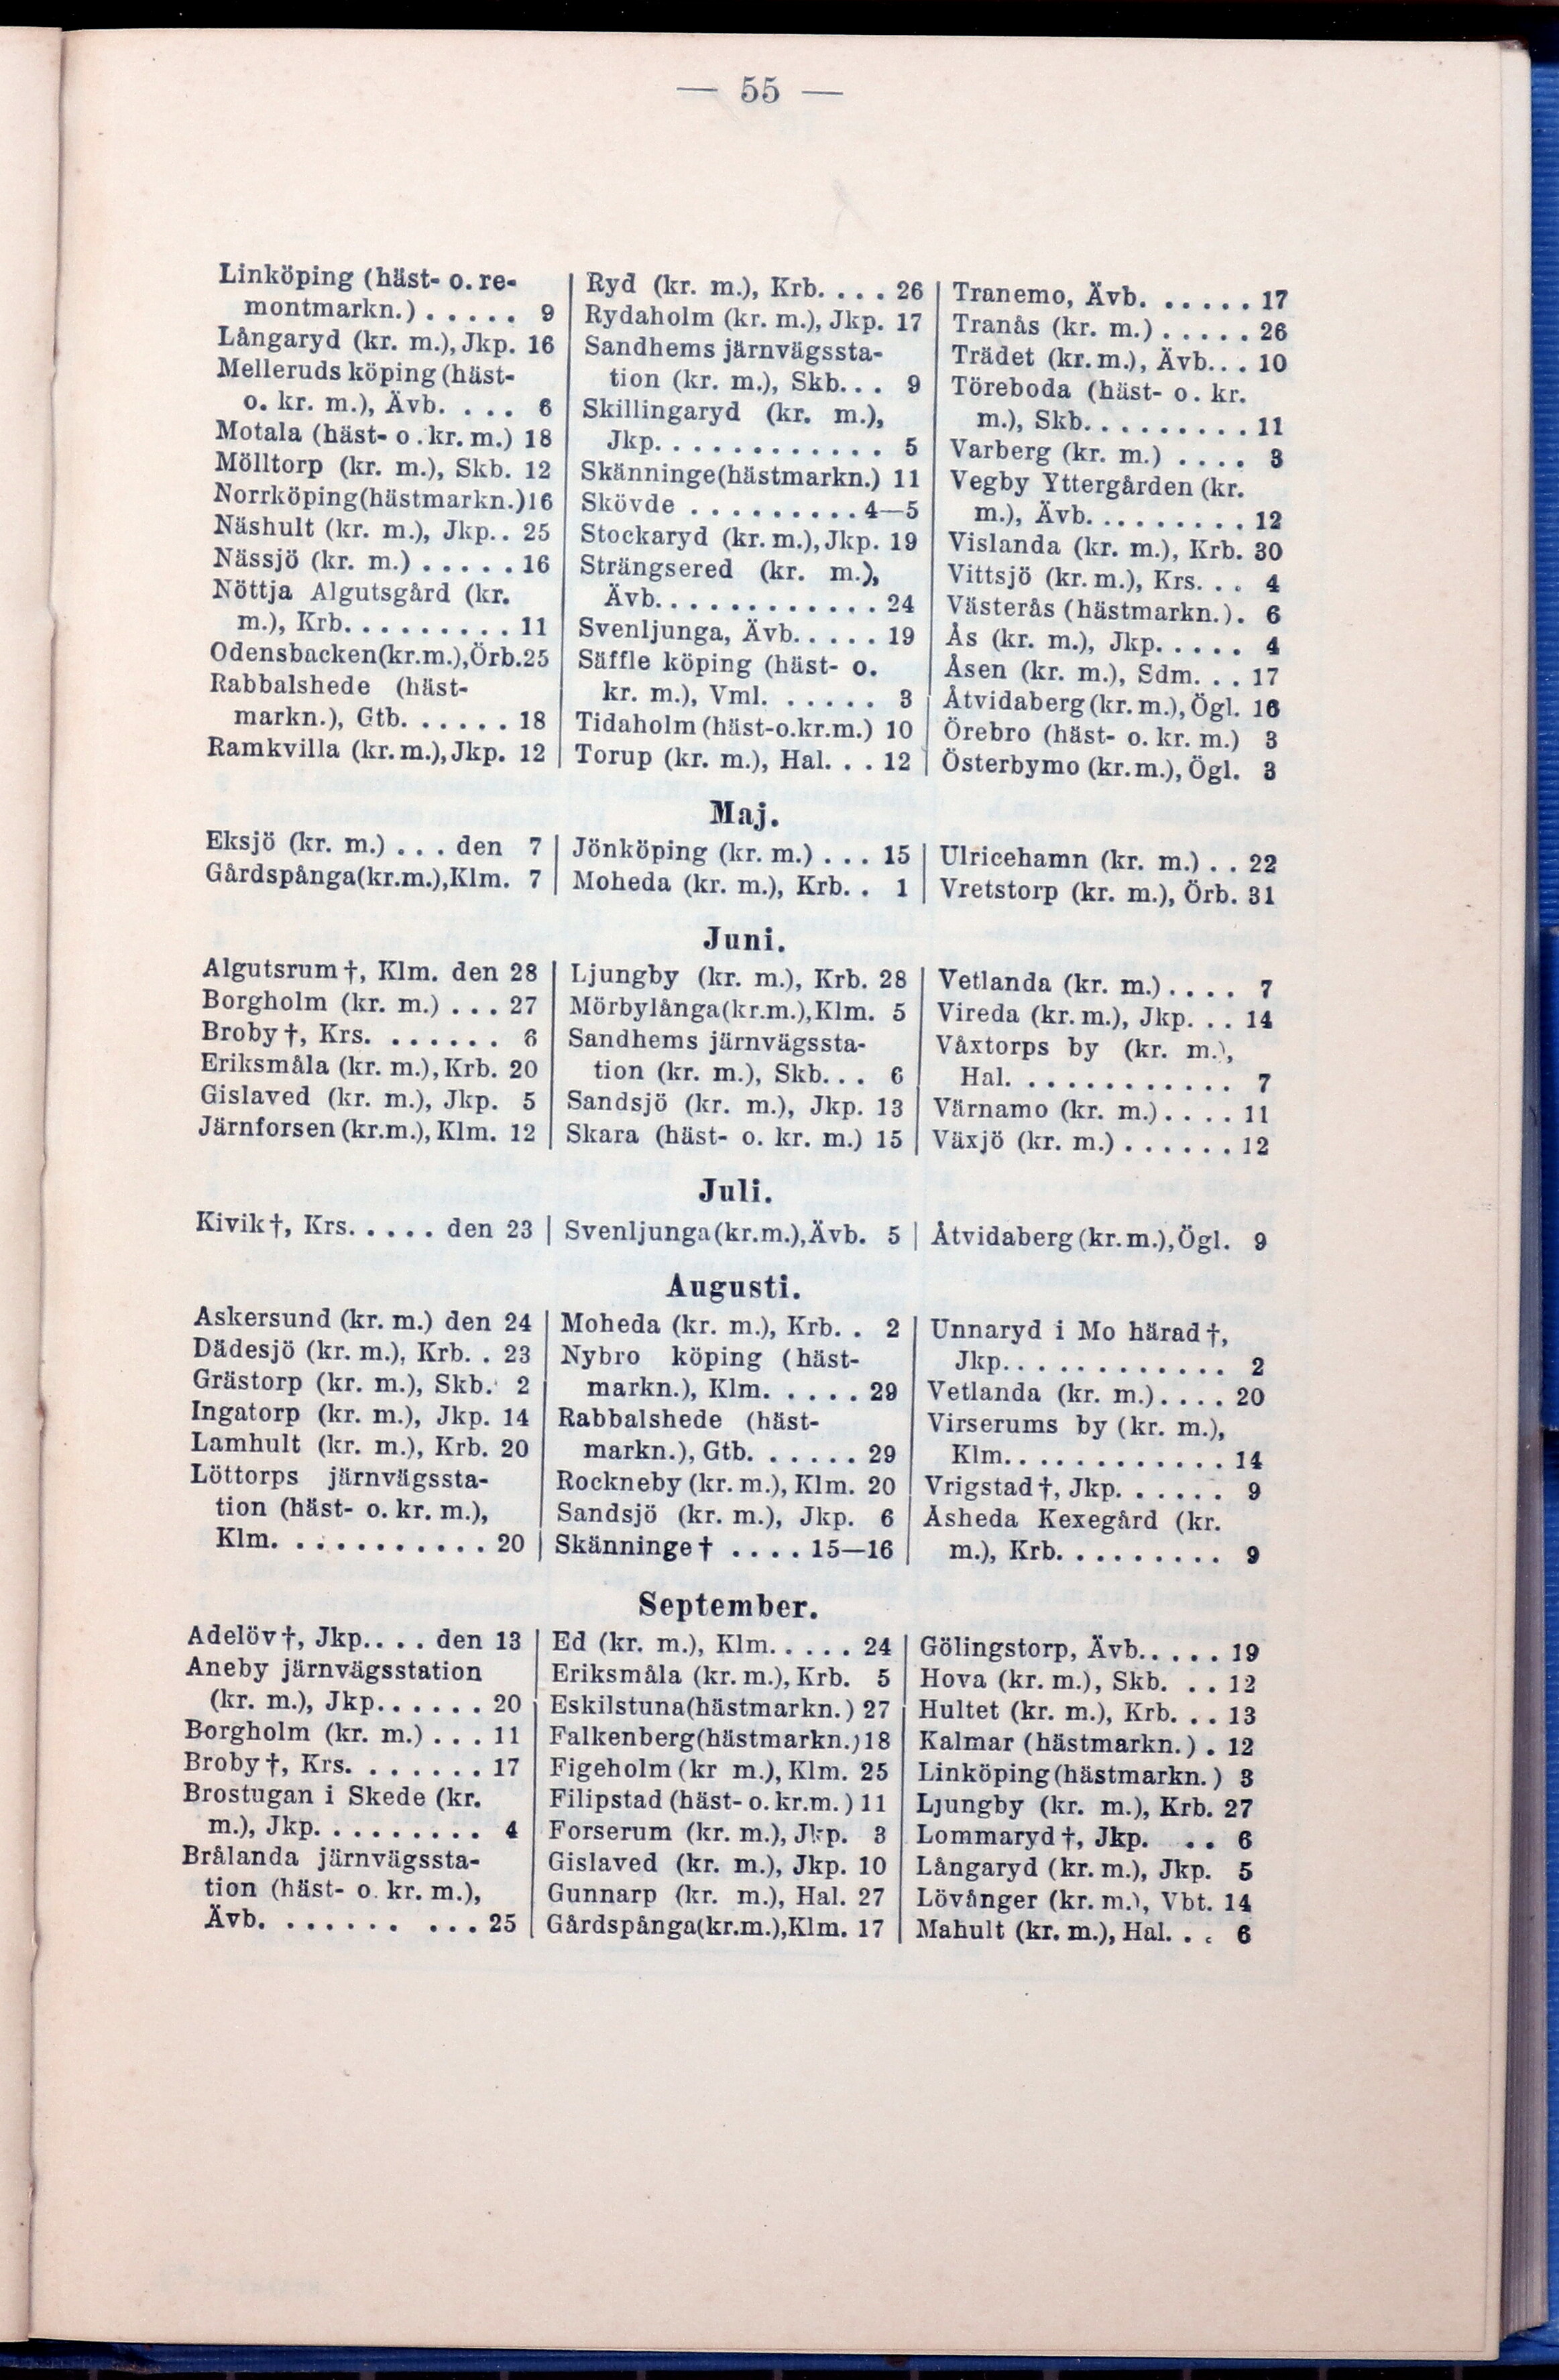 — 55 —
Linköping (häst- o. re-
montmarkn.) . . . . . 9
Långaryd (kr. m.), Jkp. 16
Melleruds köping (häst-
o. kr. m.), Ävb. . . . 6
Motala (häst- o. kr. m.) 18
Mölltorp (kr. m.), Skb. 12
Norrköping(hästmarkn.)16
Näshult (kr. m.), Jkp. . 25
Nässjö (kr. m.) . . . . . 16
Nöttja Algutsgård (kr.
m.), Krb. . . . . . . . . 11
Odensbacken(kr.m.),Örb.25
Rabbalshede (häst-
markn.), Gtb. . . . . . 18
Ramkvilla (kr. m.), Jkp. 12
Ryd (kr. m.), Krb. . . . 26
Rydaholm (kr. m.), Jkp. 17
Sandhems järnvägssta-
tion (kr. m.), Skb. . . 9
Skillingaryd (kr. m.),
Jkp. . . . . . . . . . . . 5
Skänninge(hästmarkn.) 11
Skövde . . . . . . . . . 4—5
Stockaryd (kr. m.), Jkp. 19
Strängsered (kr. m.),
Ävb. . . . . . . . . . . . 24
Svenljunga, Ävb. . . . . 19
Säffle köping (häst- o.
kr. m.), Vml. . . . . . 3
Tidaholm (häst-o.kr.m.) 10
Torup (kr. m.), Hal. . . 12
Tranemo, Ävb. . . . . . 17
Tranås (kr. m.) . . . . . 26
Trädet (kr. m.), Ävb. . . 10
Töreboda (häst- o. kr.
m.), Skb. . . . . . . . . 11
Varberg (kr. m.) . . . . 3
Vegby Yttergården (kr.
m.), Ävb. . . . . . . . . 12
Vislanda (kr. m.), Krb. 30
Vittsjö (kr. m.), Krs. . . 4
Västerås (hästmarkn.). 6
Ås (kr. m.), Jkp. . . . . 4
Åsen (kr. m.), Sdm. . . 17
Åtvidaberg (kr. m.), Ögl. 16
Örebro (häst- o. kr. m.) 3
Österbymo (kr. m.), Ögl. 3
Maj.
Eksjö (kr. m.) . . . den 7
Gårdspånga(kr.m.),Klm. 7
Jönköping (kr. m.) . . . 15
Moheda (kr. m.), Krb. . 1
Ulricehamn (kr. m.) . . 22
Vretstorp (kr. m.), Örb. 31
Juni.
Algutsrum †, Klm. den 28
Borgholm (kr. m.) . . . 27
Broby †, Krs. . . . . . . 6
Eriksmåla (kr. m.), Krb. 20
Gislaved (kr. m.), Jkp. 5
Järnforsen (kr.m.), Klm. 12
Ljungby (kr. m.), Krb. 28
Mörbylånga(kr.m.),Klm. 5
Sandhems järnvägssta-
tion (kr. m.), Skb. . . 6
Sandsjö (kr. m.), Jkp. 13
Skara (häst- o. kr. m.) 15
Vetlanda (kr. m.) . . . . 7
Vireda (kr. m.), Jkp. . . 14
Våxtorps by (kr. m.),
Hal. . . . . . . . . . . . 7
Värnamo (kr. m.) . . . . 11
Växjö (kr. m.) . . . . . . 12
Juli.
Kivik †, Krs. . . . . den 23
Svenljunga(kr.m.),Ävb. 5
Åtvidaberg (kr. m.), Ögl. 9
Augusti.
Askersund (kr. m.) den 24
Dädesjö (kr. m.), Krb. . 23
Grästorp (kr. m.), Skb. 2
Ingatorp (kr. m.), Jkp. 14
Lamhult (kr. m.), Krb. 20
Löttorps järnvägssta-
tion (häst- o. kr. m.),
Klm. . . . . . . . . . . 20
Moheda (kr. m.), Krb. . 2
Nybro köping (häst-
markn.), Klm. . . . . 29
Rabbalshede (häst-
markn.), Gtb. . . . . . 29
Rockneby (kr. m.), Klm. 20
Sandsjö (kr. m.), Jkp. 6
Skänninge † . . . . 15—16
Unnaryd i Mo härad †,
Jkp. . . . . . . . . . . . 2
Vetlanda (kr. m.) . . . . 20
Virserums by (kr. m.),
Klm. . . . . . . . . . . . 14
Vrigstad †, Jkp. . . . . . 9
Åsheda Kexegård (kr.
m.), Krb. . . . . . . . . 9
September.
Adelöv †, Jkp. . . . den 13
Aneby järnvägsstation
(kr. m.), Jkp. . . . . . 20
Borgholm (kr. m.) . . . 11
Broby †, Krs. . . . . . . 17
Brostugan i Skede (kr.
m.), Jkp. . . . . . . . . 4
Brålanda järnvägssta-
tion (häst- o. kr. m.),
Ävb. . . . . . . . . . 25
Ed (kr. m.), Klm. . . . . 24
Eriksmåla (kr. m.), Krb. 5
Eskilstuna(hästmarkn.) 27
Falkenberg(hästmarkn.)18
Figeholm (kr m.), Klm. 25
Filipstad (häst- o. kr.m.) 11
Forserum (kr. m.), Jkp. 3
Gislaved (kr. m.), Jkp. 10
Gunnarp (kr. m.), Hal. 27
Gårdspånga(kr.m.),Klm. 17
Gölingstorp, Ävb. . . . . 19
Hova (kr. m.), Skb. . . 12
Hultet (kr. m.), Krb. . . 13
Kalmar (hästmarkn.) . 12
Linköping (hästmarkn.) 3
Ljungby (kr. m.), Krb. 27
Lommaryd †, Jkp. . . 6
Långaryd (kr. m.), Jkp. 5
Lövånger (kr. m.), Vbt. 14
Mahult (kr. m.), Hal. . . 6